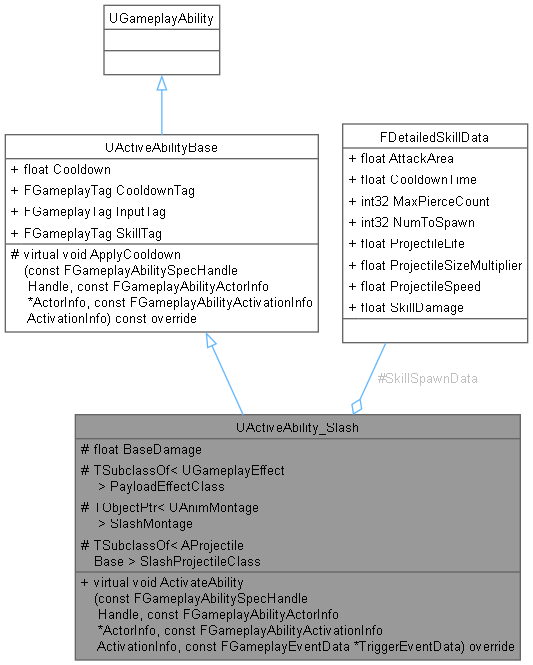 UGameplayAbility
UActiveAbilityBase
+ float Cooldown
+ FGameplayTag CooldownTag
+ FGameplayTag InputTag
+ FGameplayTag SkillTag
# virtual void ApplyCooldown
(const FGameplayAbilitySpecHandle
Handle, const FGameplayAbilityActorInfo
*ActorInfo, const FGameplayAbilityActivationInfo
ActivationInfo) const override
FDetailedSkillData
+ float AttackArea
+ float CooldownTime
+ int32 MaxPierceCount
+ int32 NumToSpawn
+ float ProjectileLife
+ float ProjectileSizeMultiplier
+ float ProjectileSpeed
+ float SkillDamage
#SkillSpawnData
UActiveAbility_Slash
# float BaseDamage
# TSubclassOf< UGameplayEffect
> PayloadEffectClass
# TObjectPtr< UAnimMontage
> SlashMontage
# TSubclassOf< AProjectile
Base > SlashProjectileClass
+ virtual void ActivateAbility
(const FGameplayAbilitySpecHandle
Handle, const FGameplayAbilityActorInfo
*ActorInfo, const FGameplayAbilityActivationInfo
ActivationInfo, const FGameplayEventData *TriggerEventData) override